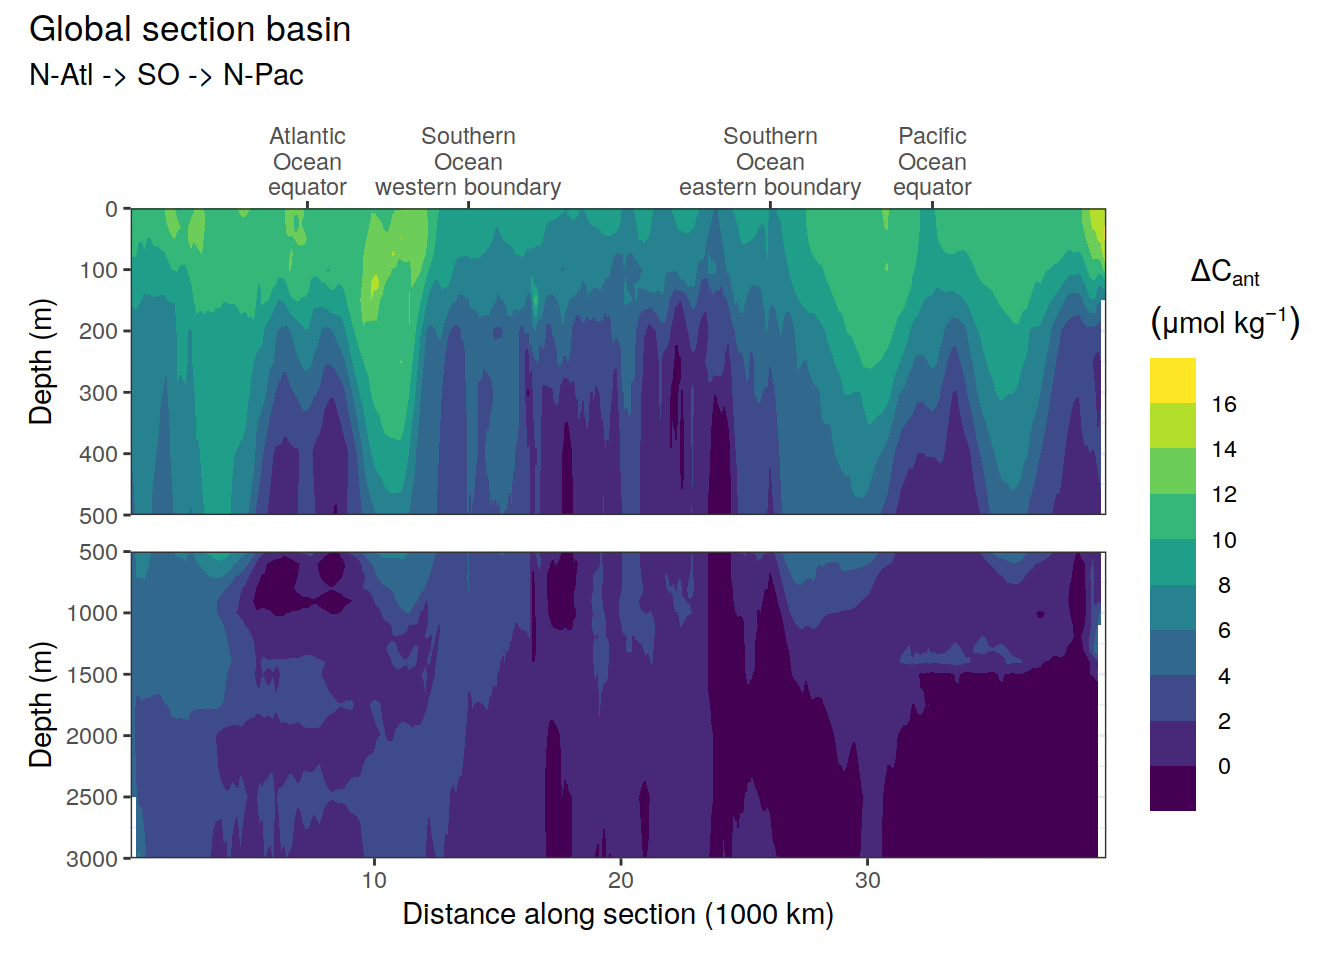 Global section basin
N-Atl -> SO -> N-Pac
Atlantic
Ocean
equator
Southern
Ocean
western boundary
Southern
Ocean
eastern boundary
Pacific
Ocean
equator
0
100
200
300
400
500
Depth (m)
500
1000
1500
2000
2500
3000
Depth (m)
10
20
30
Distance along section (1000 km)
ΔCant
(μmol kg⁻¹)
16
14
12
10
8
6
4
2
0